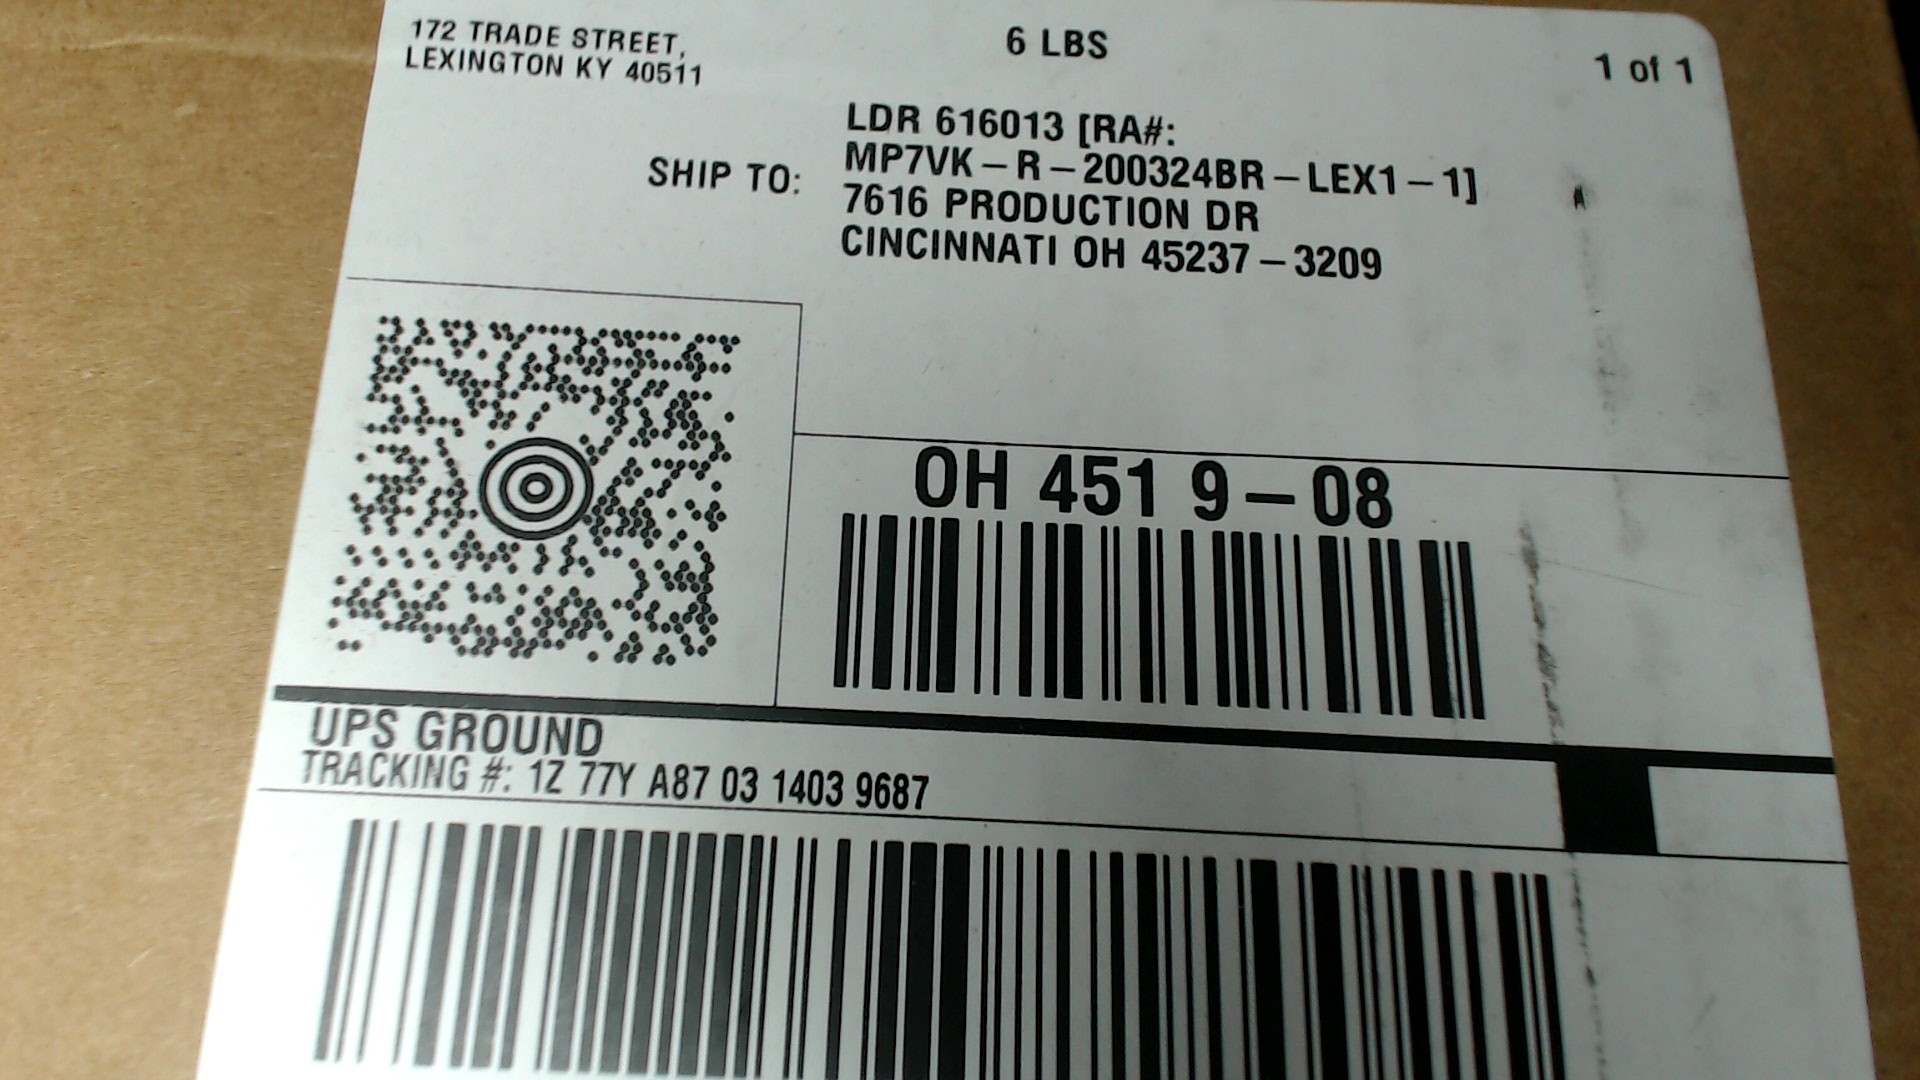 172 TRADE STREET,
LEXINGTON KY 40511
6 LBS
1 of 1
SHIP TO:
LDR 616013 [RA#:
MP7VK-R-200324BR-LEX1-1]
7616 PRODUCTION DR
CINCINNATI OH 45237-3209
OH 451 9-08
UPS GROUND
TRACKING #: 1Z 77Y A87 03 1403 9687